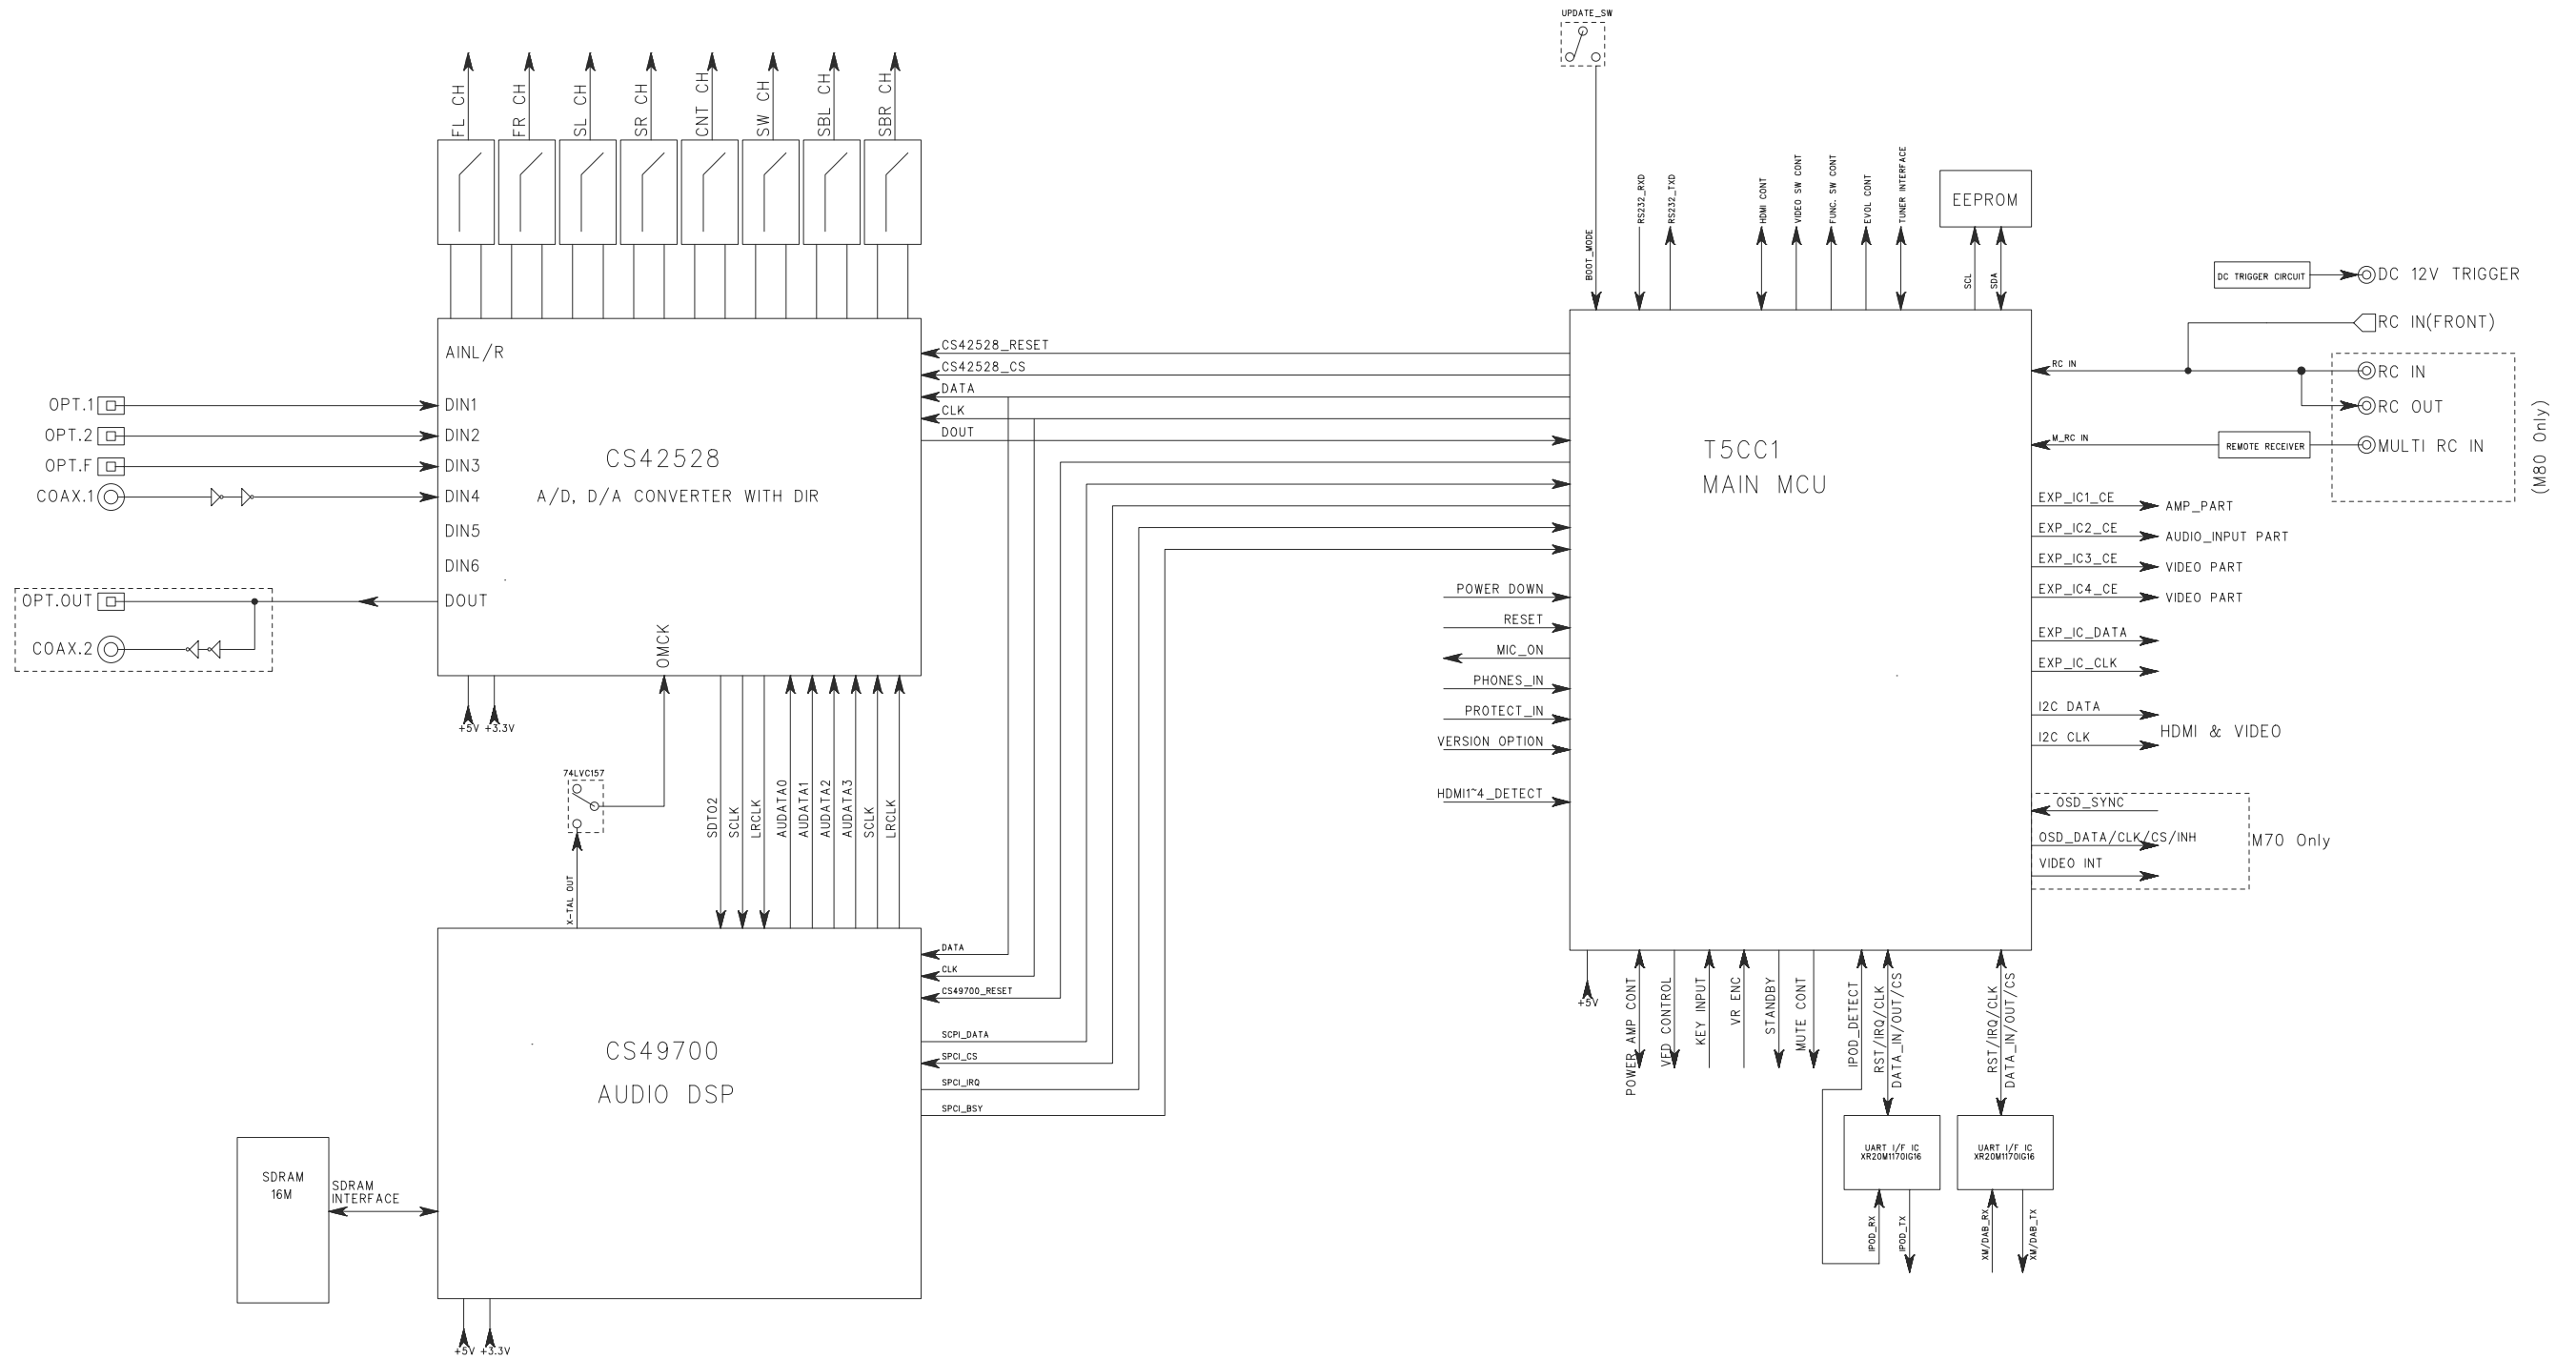 UPDATE_SW
FL CH
FR CH
SL CH
SR CH
CNT CH
SW CH
SBL CH
SBR CH
BOOT_MODE
RS232_RXD
RS232_TXD
HDMI CONT
VIDEO SW CONT
FUNC. SW CONT
EVOL CONT
TUNER INTERFACE
EEPROM
SCL
SDA
DC TRIGGER CIRCUIT
DC 12V TRIGGER
RC IN(FRONT)
RC IN
RC IN
RC OUT
M_RC IN
REMOTE RECEIVER
MULTI RC IN
(M80 Only)
AINL/R
OPT.1
DIN1
OPT.2
DIN2
OPT.F
DIN3
COAX.1
DIN4
DIN5
DIN6
OPT.OUT
DOUT
COAX.2
OMCK
CS42528
A/D, D/A CONVERTER WITH DIR
CS42528_RESET
CS42528_CS
DATA
CLK
DOUT
T5CC1
MAIN MCU
POWER DOWN
RESET
MIC_ON
PHONES_IN
PROTECT_IN
VERSION OPTION
HDMI1~4_DETECT
EXP_IC1_CE
AMP_PART
EXP_IC2_CE
AUDIO_INPUT PART
EXP_IC3_CE
VIDEO PART
EXP_IC4_CE
VIDEO PART
EXP_IC_DATA
EXP_IC_CLK
I2C DATA
I2C CLK
HDMI & VIDEO
OSD_SYNC
OSD_DATA/CLK/CS/INH
VIDEO INT
M70 Only
+5V
+3.3V
74LVC157
X-TAL OUT
SDTO2
SCLK
LRCLK
AUDATA0
AUDATA1
AUDATA2
AUDATA3
SCLK
LRCLK
DATA
CLK
CS49700_RESET
SCPI_DATA
SPCI_CS
SPCI_IRQ
SPCI_BSY
CS49700
AUDIO DSP
SDRAM
16M
SDRAM
INTERFACE
+5V
+3.3V
+5V
POWER AMP CONT
VFD CONTROL
KEY INPUT
VR ENC
STANDBY
MUTE CONT
IPOD_DETECT
RST/IRQ/CLK
DATA_IN/OUT/CS
RST/IRQ/CLK
DATA_IN/OUT/CS
UART I/F IC
XR20M1170IG16
UART I/F IC
XR20M1170IG16
IPOD_RX
IPOD_TX
XM/DAB_RX
XM/DAB_TX